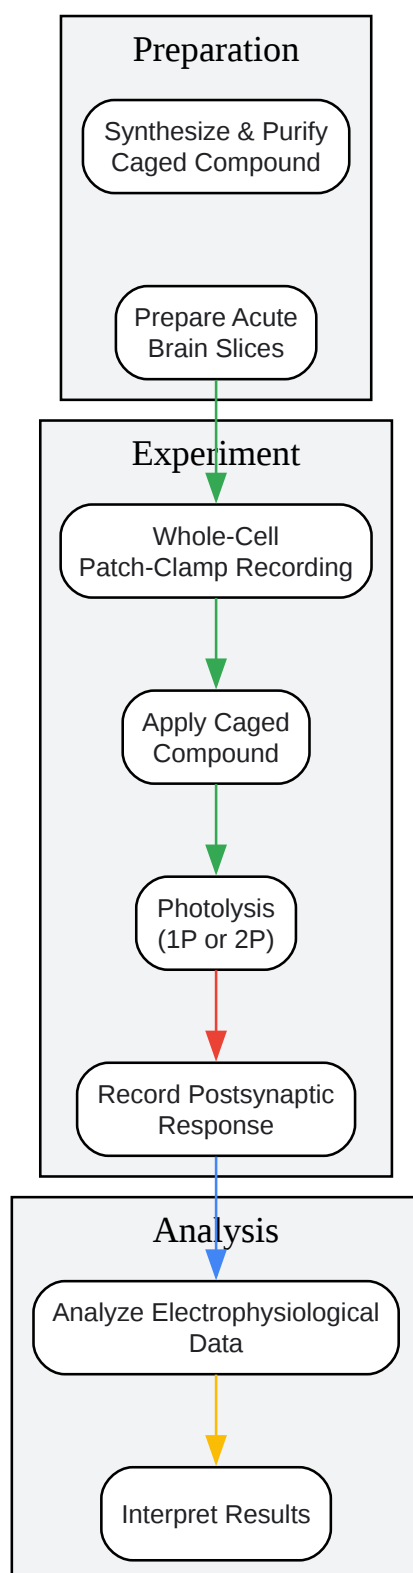 Preparation
Synthesize & Purify
Caged Compound
Prepare Acute
Brain Slices
Experiment
Whole-Cell
Patch-Clamp Recording
Apply Caged
Compound
Photolysis
(1P or 2P)
Record Postsynaptic
Response
Analysis
Analyze Electrophysiological
Data
Interpret Results